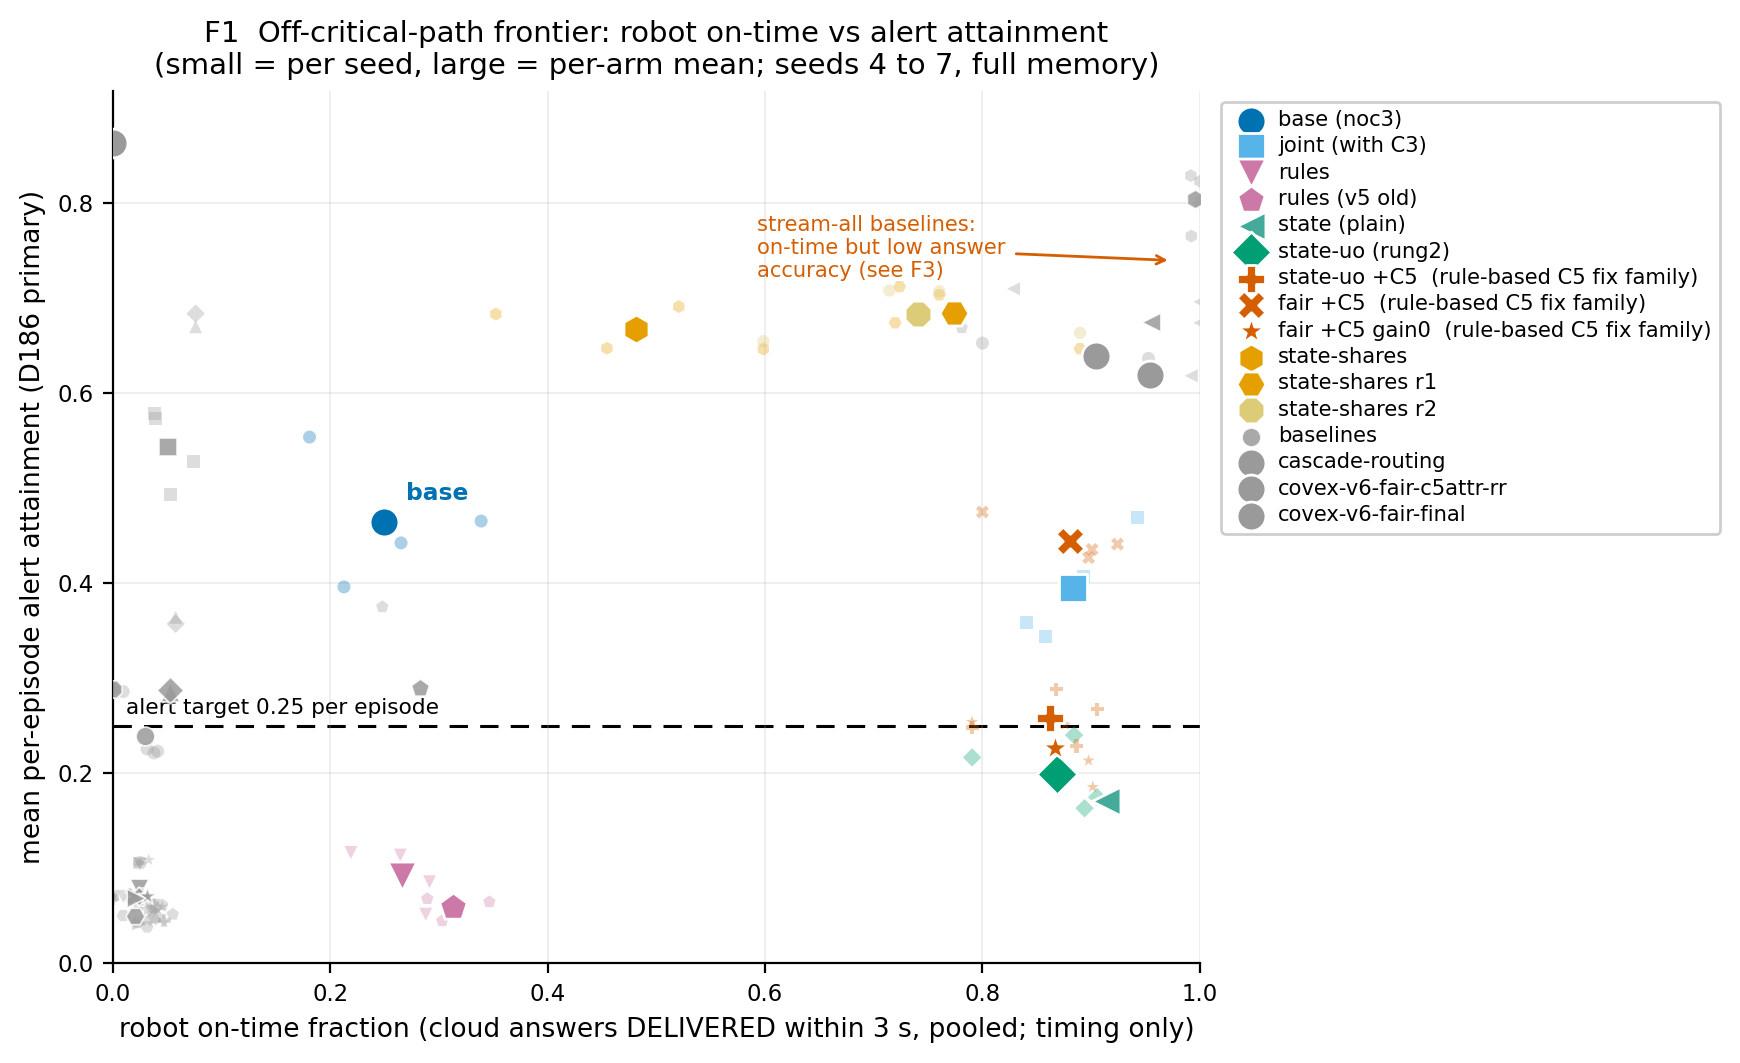 F1  Off-critical-path frontier: robot on-time vs alert attainment
(small = per seed, large = per-arm mean; seeds 4 to 7, full memory)
mean per-episode alert attainment (D186 primary)
0.8
0.6
0.4
0.2
0.0
stream-all baselines:
on-time but low answer
accuracy (see F3)
base
alert target 0.25 per episode
0.0
0.2
0.4
0.6
0.8
1.0
robot on-time fraction (cloud answers DELIVERED within 3 s, pooled; timing only)
base (noc3)
joint (with C3)
rules
rules (v5 old)
state (plain)
state-uo (rung2)
state-uo +C5  (rule-based C5 fix family)
fair +C5  (rule-based C5 fix family)
fair +C5 gain0  (rule-based C5 fix family)
state-shares
state-shares r1
state-shares r2
baselines
cascade-routing
covex-v6-fair-c5attr-rr
covex-v6-fair-final